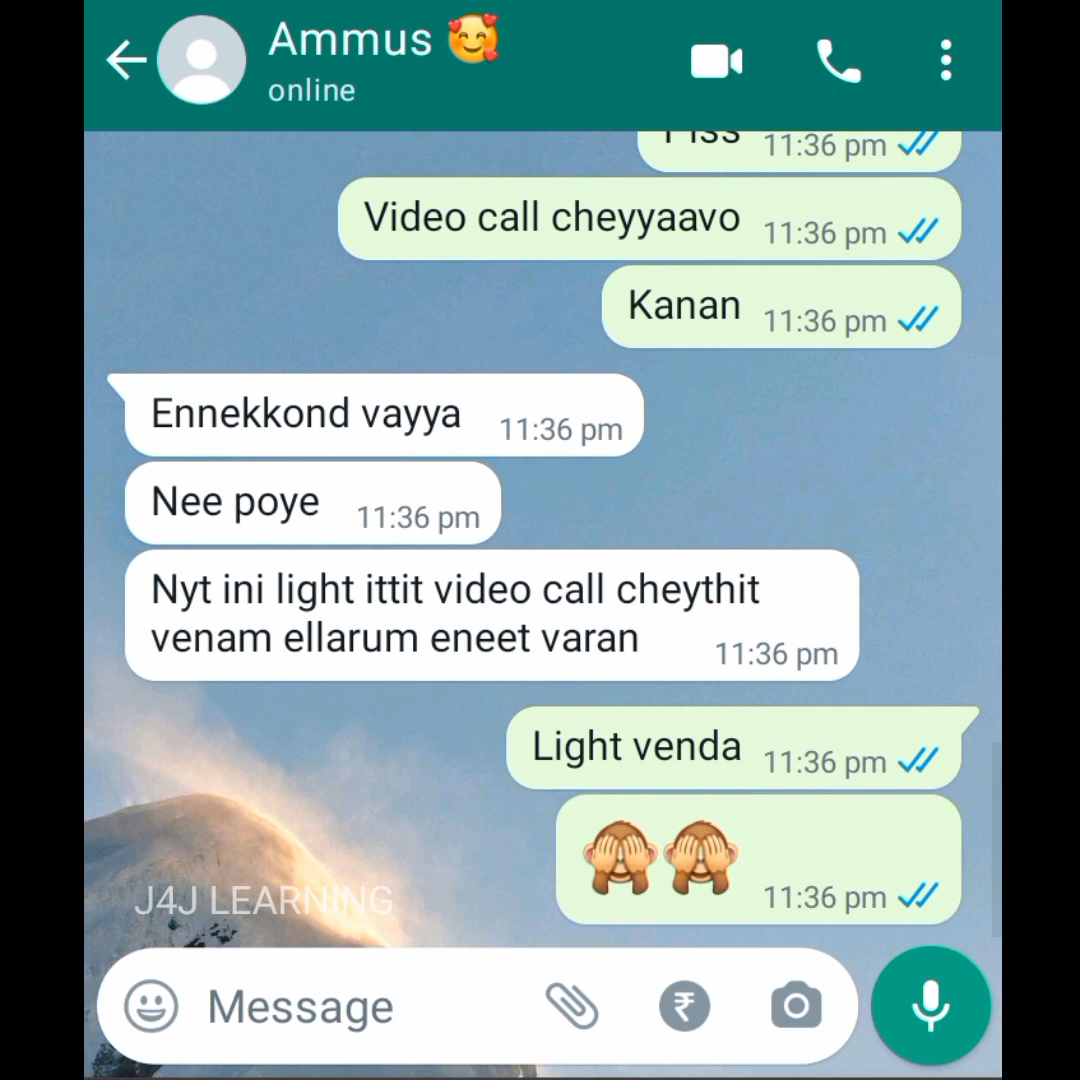 Ammus
online
11:36 pm
Video call cheyyaavo 11:36 pm
Kanan 11:36 pm
Ennekkond vayya 11:36 pm
Nee poye 11:36 pm
Nyt ini light ittit video call cheythit
venam ellarum eneet varan 11:36 pm
Light venda 11:36 pm
11:36 pm
J4J LEARNING
Message